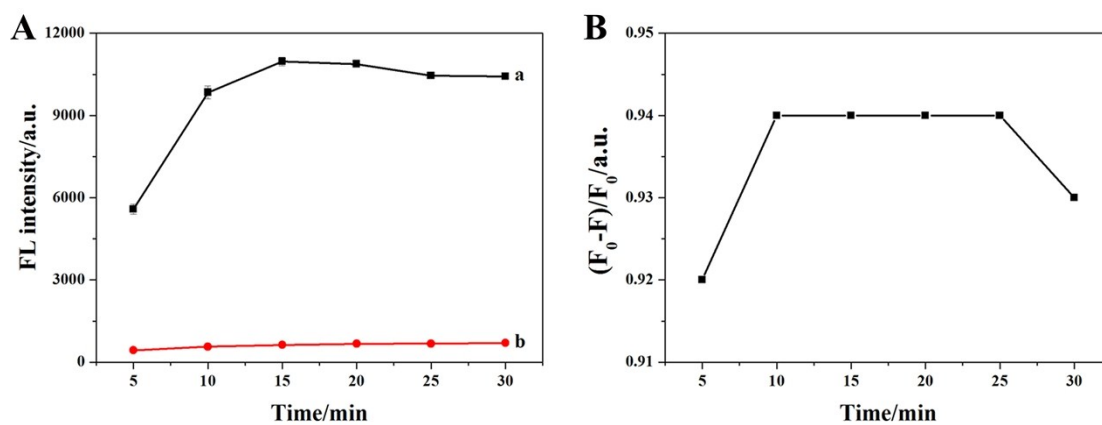 A
12000
9000
6000
3000
0
FL intensity/a.u.
a
b
5 10 15 20 25 30
Time/min
B
0.95
0.94
0.93
0.92
0.91
(F₀-F)/F₀/a.u.
5 10 15 20 25 30
Time/min